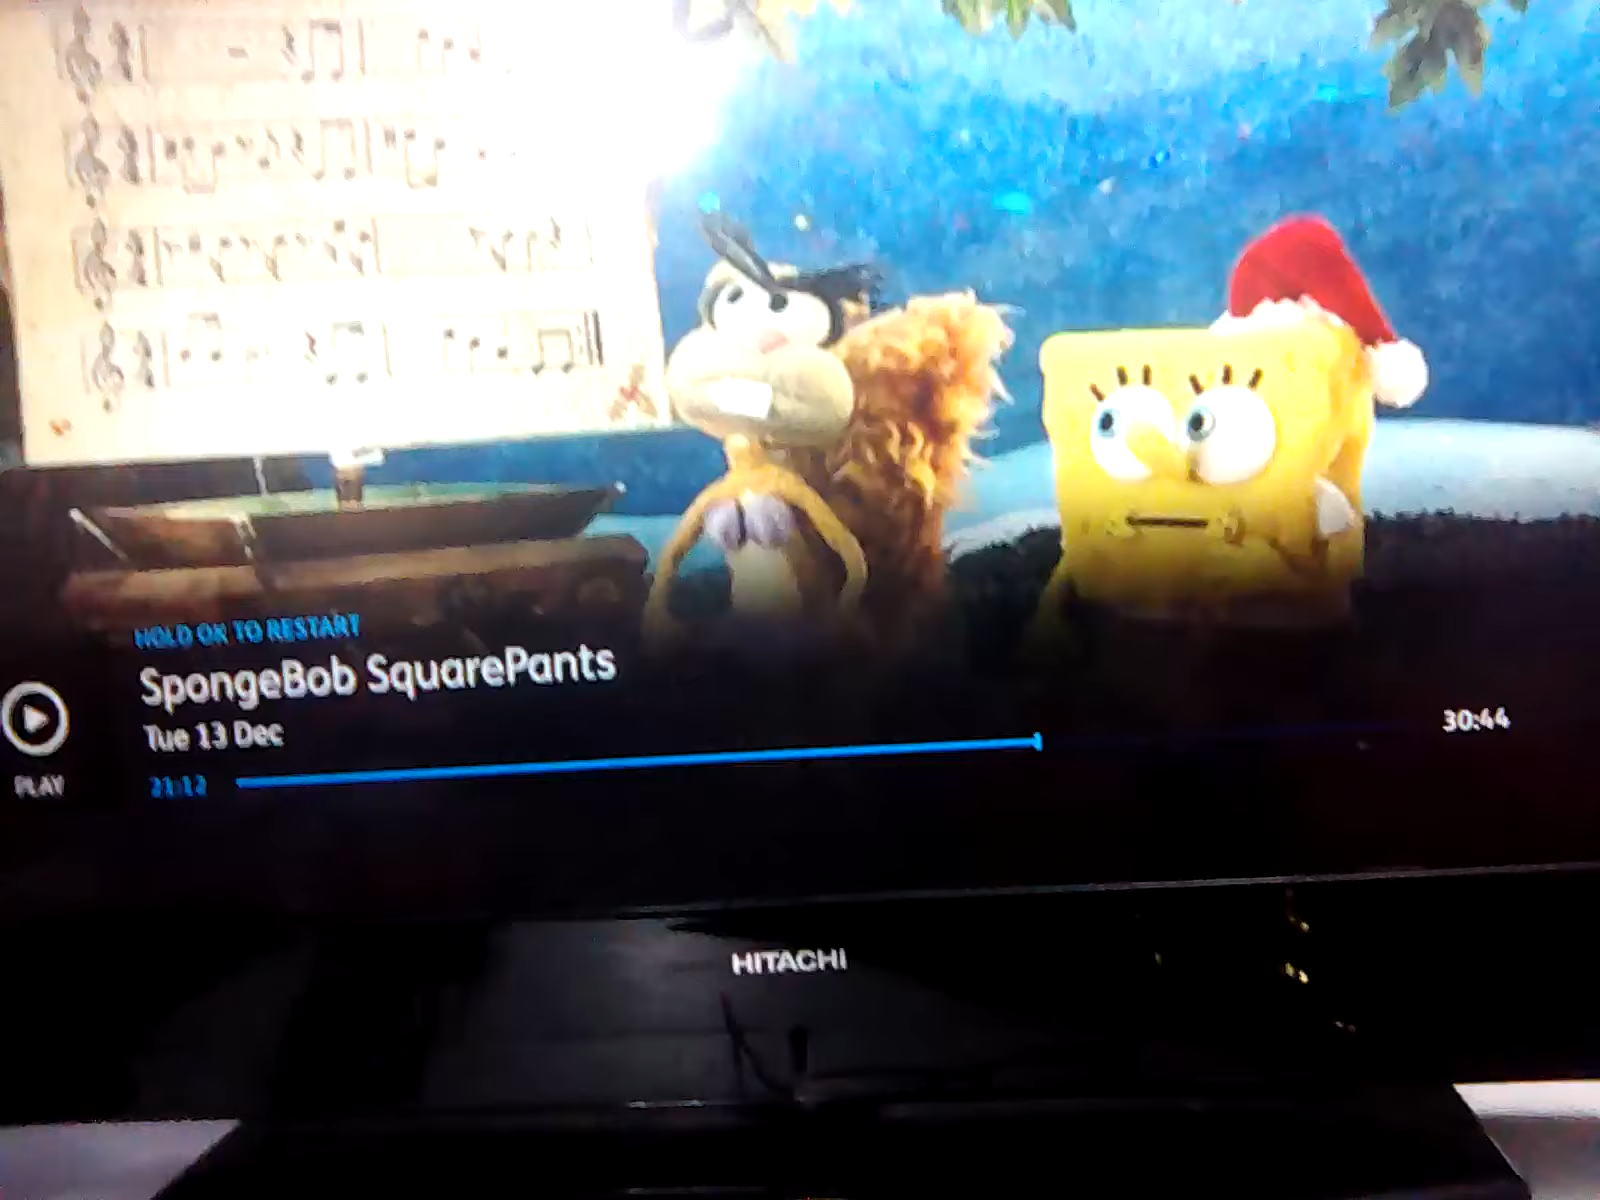 HOLD OK TO RESTART
SpongeBob SquarePants
Tue 13 Dec
30:44
PLAY
21:12
HITACHI